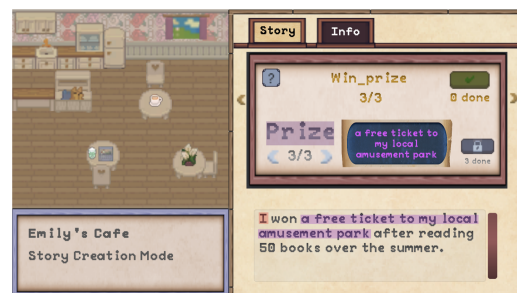 Story
Info
?
Win_prize
3/3
0 done
Prize
3/3
a free ticket to
my local
amusement park
3 done
Emily's Cafe
Story Creation Mode
I won a free ticket to my local
amusement park after reading
50 books over the summer.